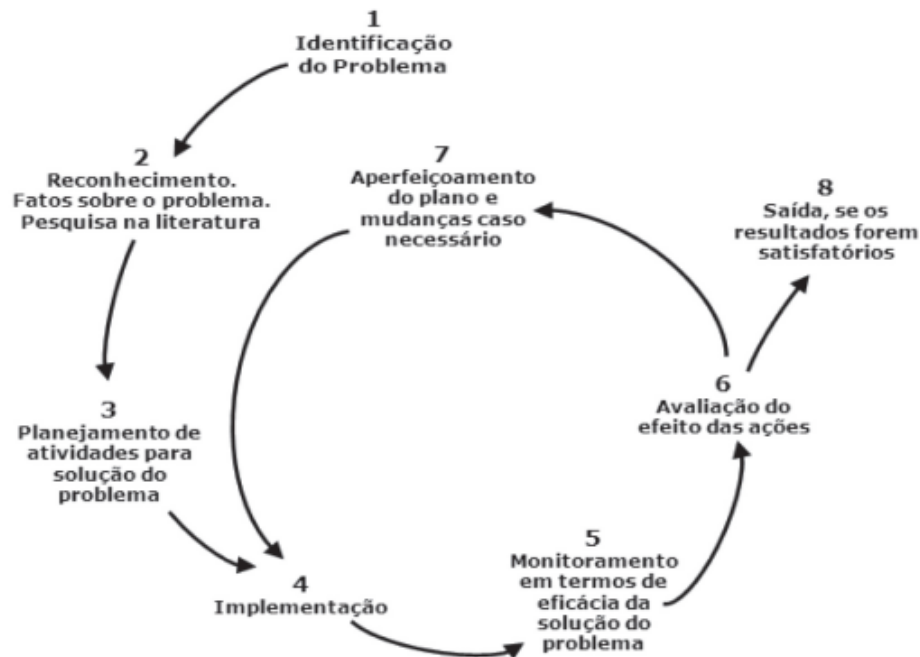 1
Identificação
do Problema
2
Reconhecimento.
Fatos sobre o problema.
Pesquisa na literatura
3
Planejamento de
atividades para
solução do
problema
4
Implementação
5
Monitoramento
em termos de
eficácia da
solução do
problema
6
Avaliação do
efeito das ações
7
Aperfeiçoamento
do plano e
mudanças caso
necessário
8
Saída, se os
resultados forem
satisfatórios